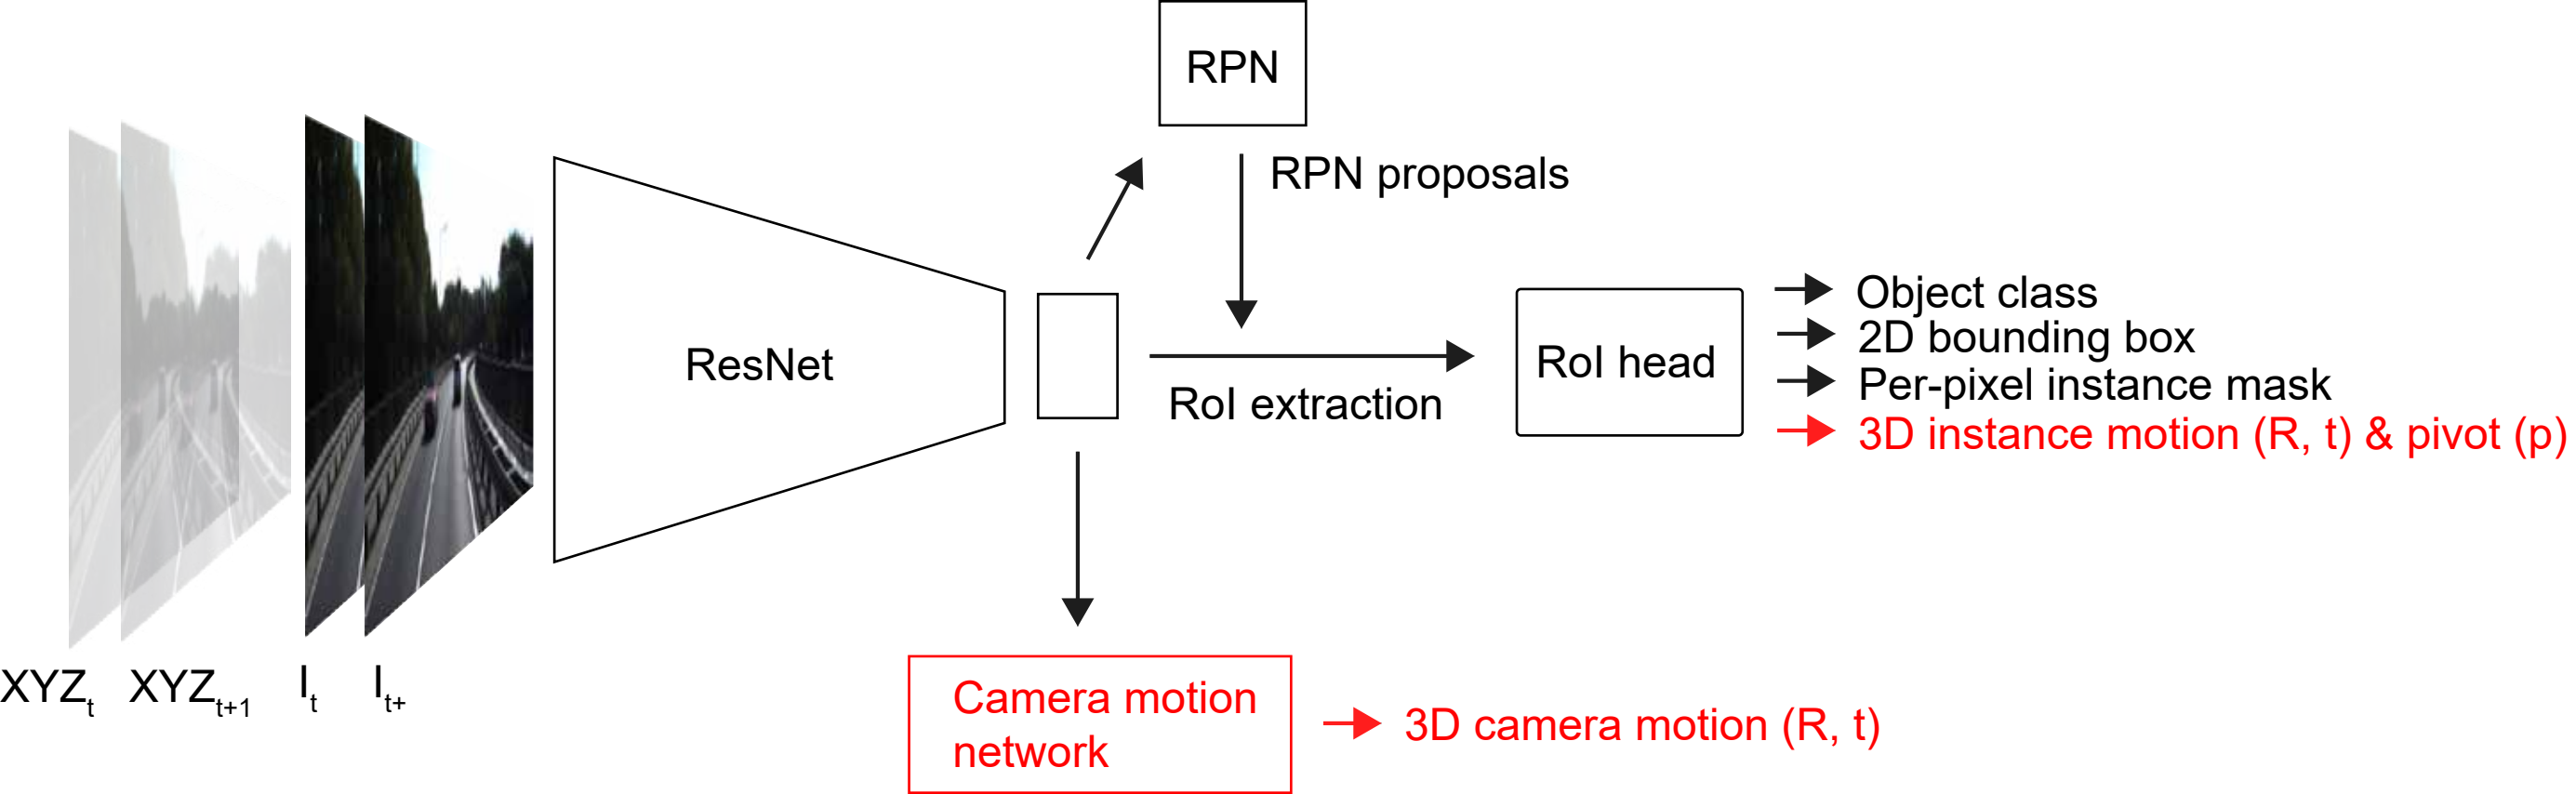 RPN
RPN proposals
ResNet
RoI extraction
RoI head
Object class
2D bounding box
Per-pixel instance mask
3D instance motion (R, t) & pivot (p)
XYZt XYZt+1 It It+
Camera motion
network
3D camera motion (R, t)